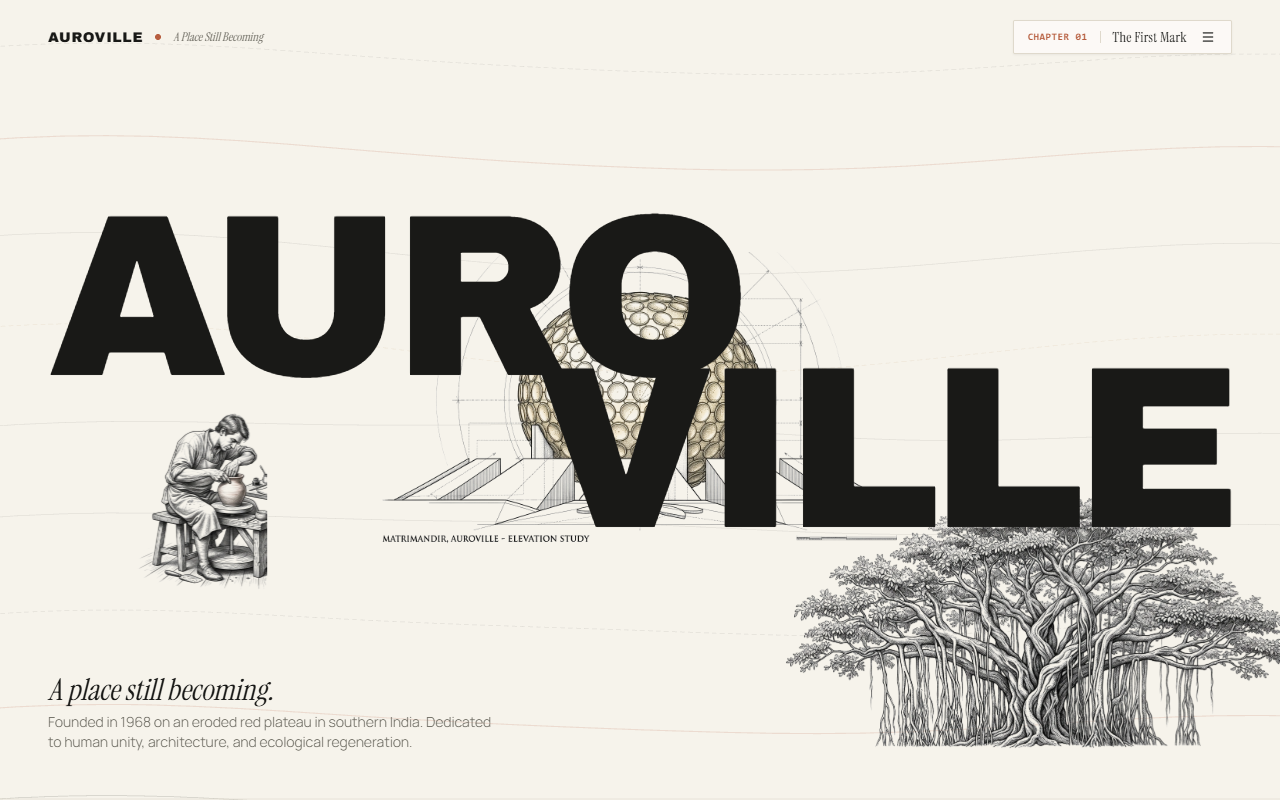 AUROVILLE
A Place Still Becoming
CHAPTER 01
The First Mark
AURO
VILLE
MATRIMANDIR, AUROVILLE – ELEVATION STUDY
A place still becoming.
Founded in 1968 on an eroded red plateau in southern India. Dedicated
to human unity, architecture, and ecological regeneration.